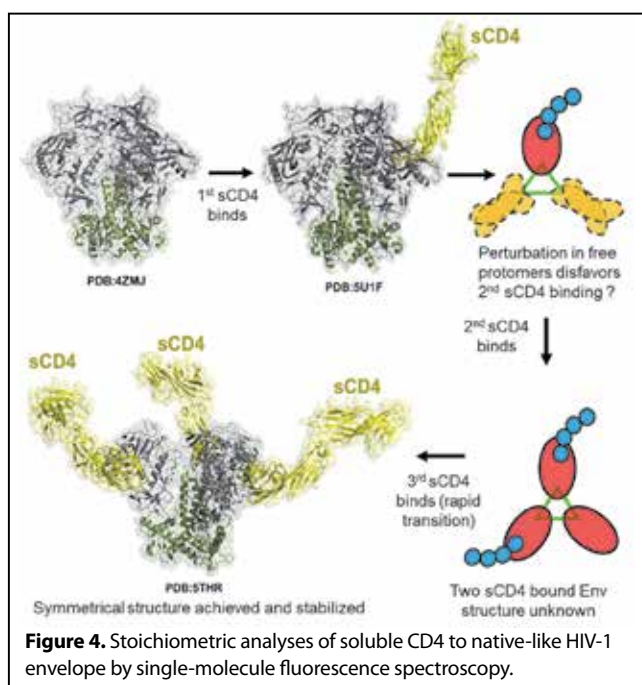 sCD4
1st sCD4
binds
PDB:4ZMJ
PDB:5U1F
Perturbation in free
protomers disfavors
2nd sCD4 binding ?
2nd sCD4
binds
sCD4
sCD4
sCD4
3rd sCD4
binds (rapid
transition)
PDB:5THR
Symmetrical structure achieved and stabilized
Two sCD4 bound Env
structure unknown
Figure 4. Stoichiometric analyses of soluble CD4 to native-like HIV-1
envelope by single-molecule fluorescence spectroscopy.